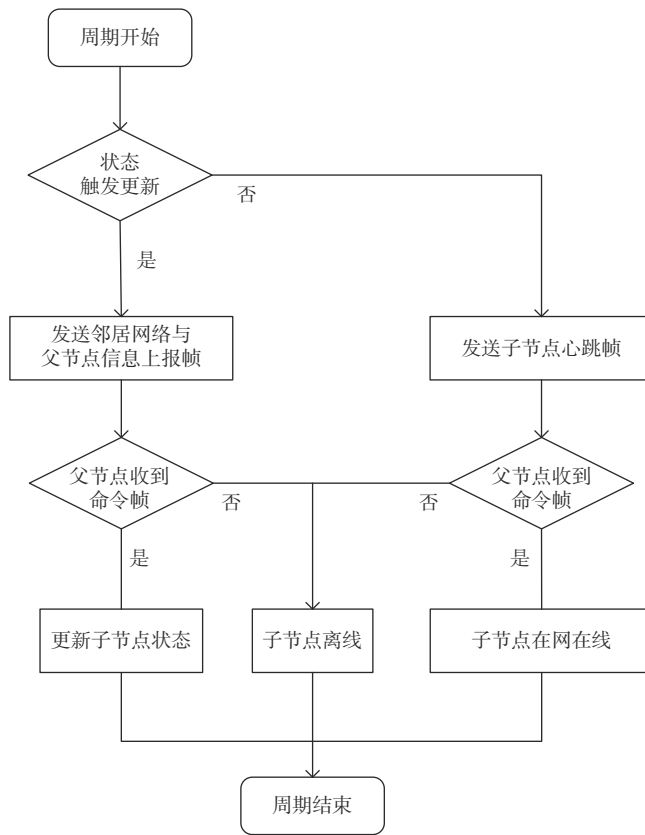 周期开始
状态
触发更新
否
是
发送邻居网络与
父节点信息上报帧
发送子节点心跳帧
父节点收到
命令帧
否
否
父节点收到
命令帧
是
是
更新子节点状态
子节点离线
子节点在网在线
周期结束